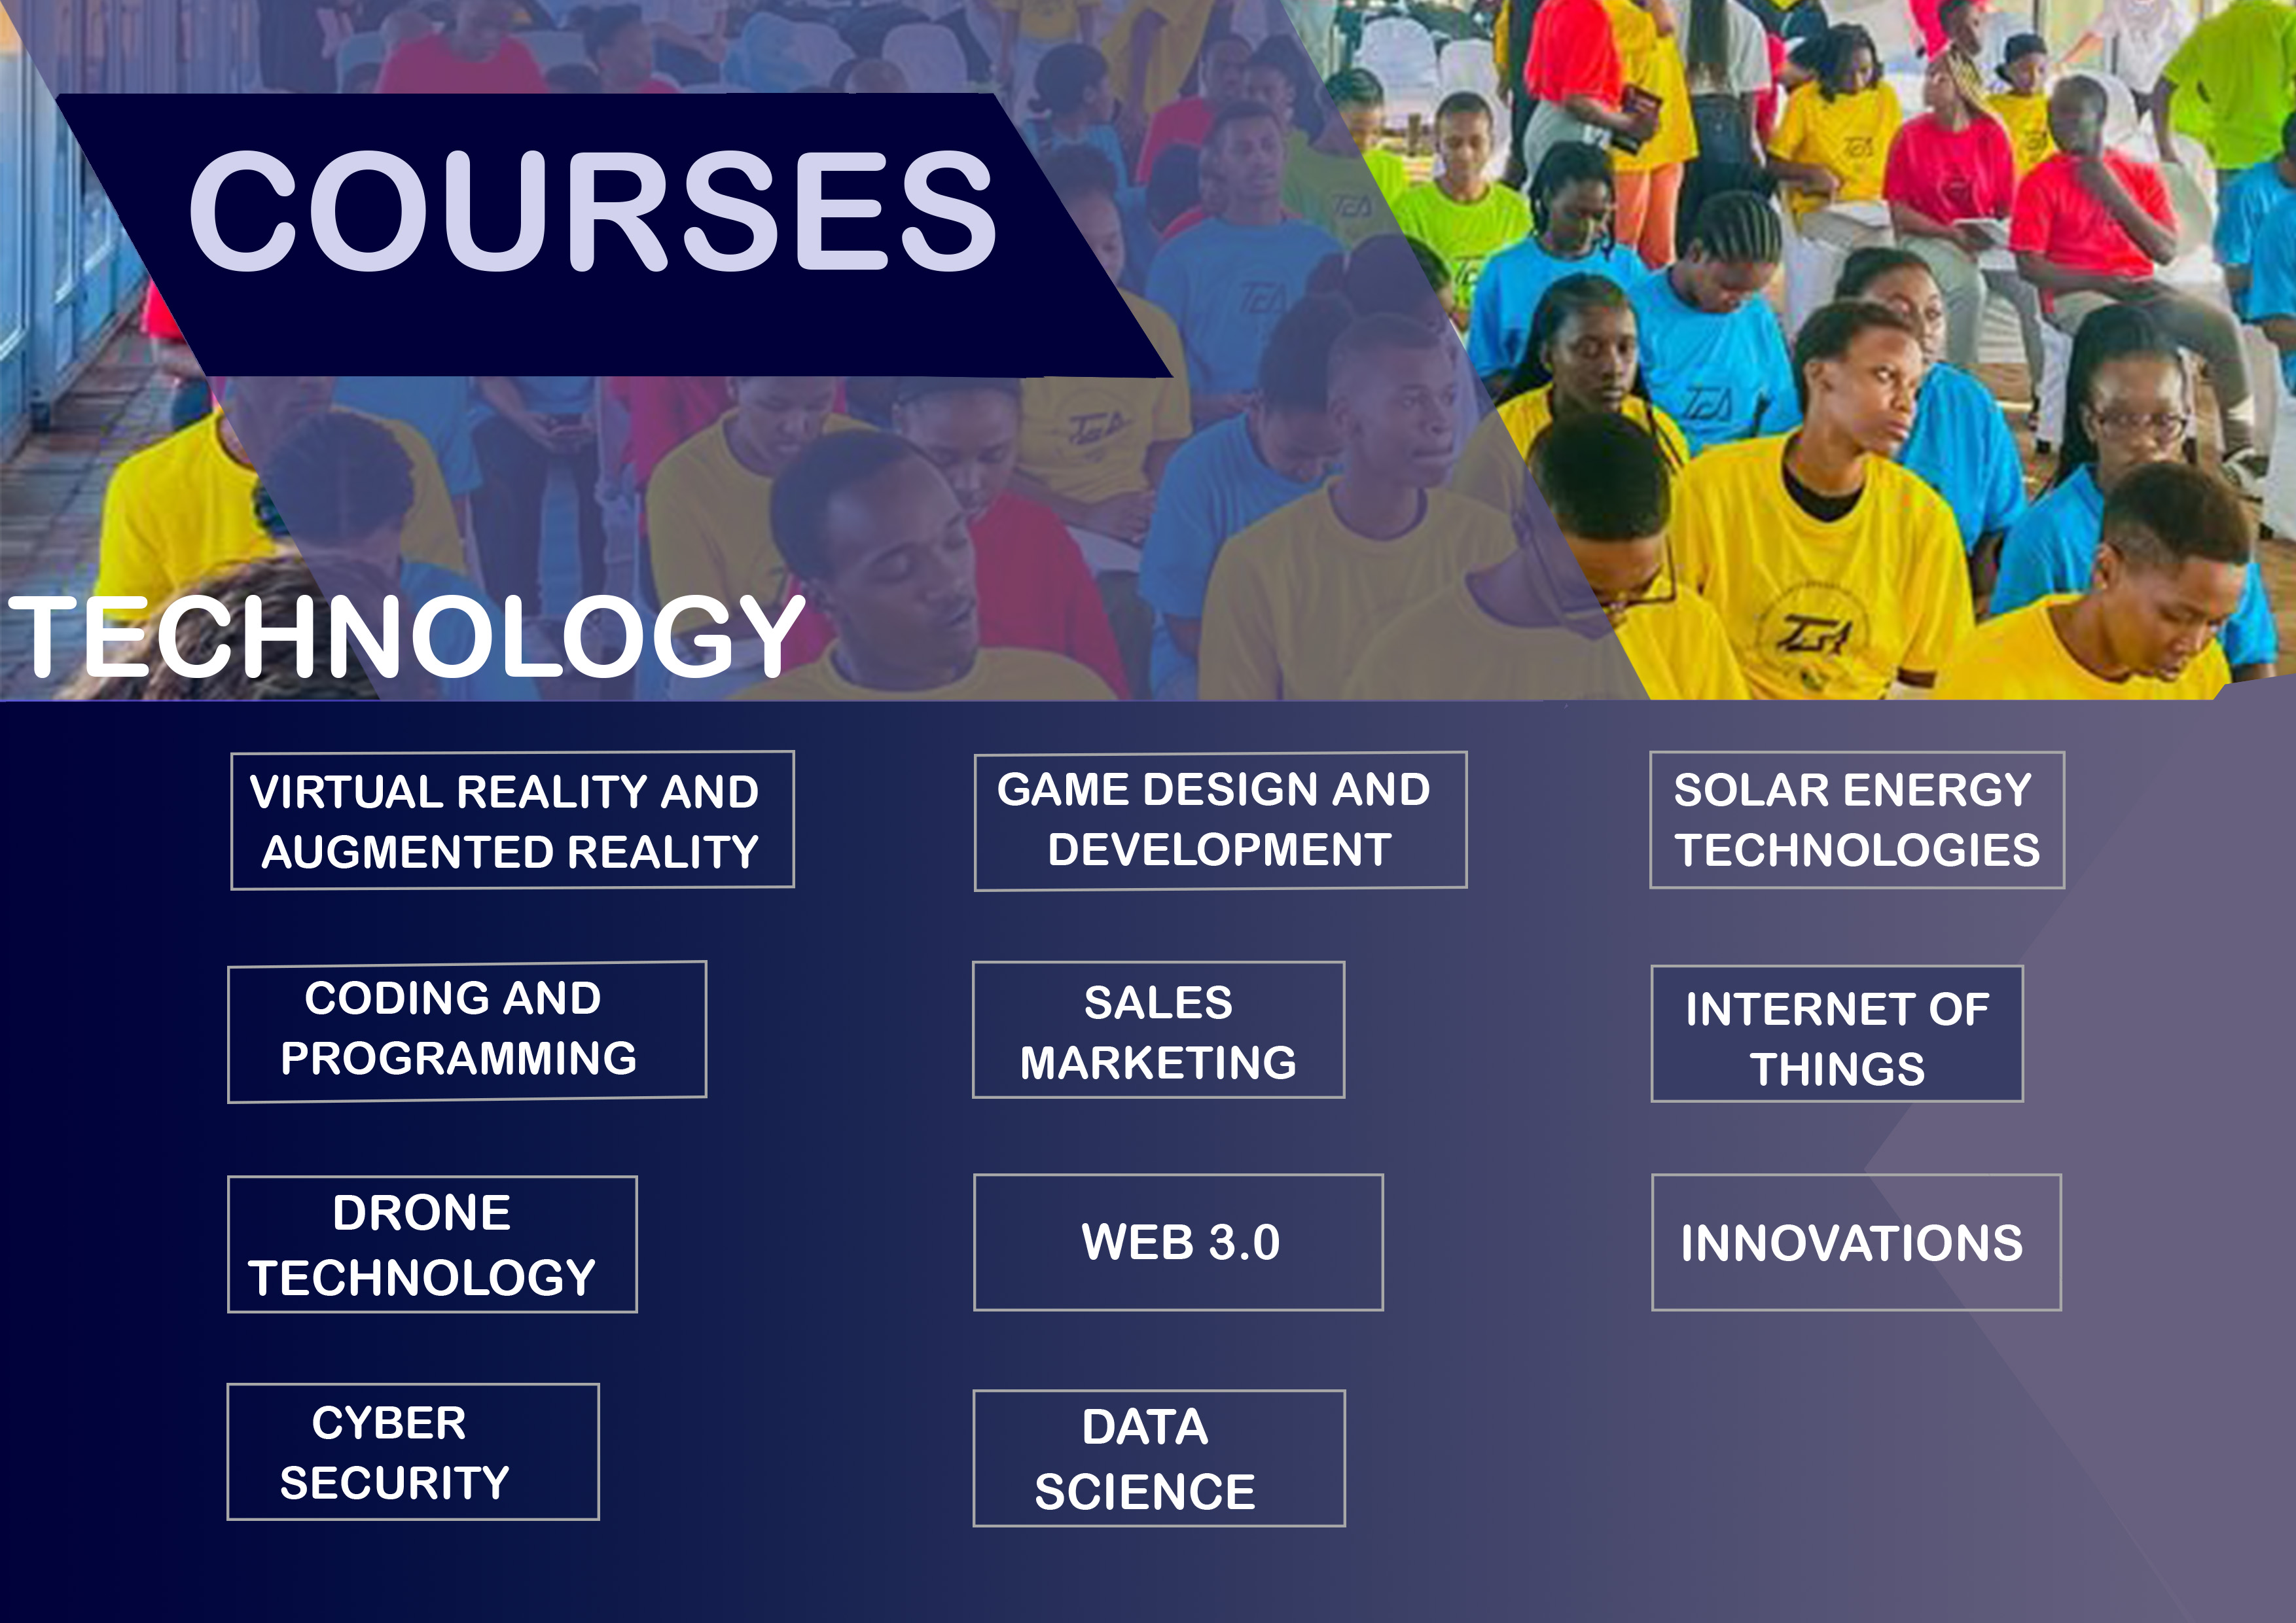 COURSES
TECHNOLOGY
VIRTUAL REALITY AND
AUGMENTED REALITY
GAME DESIGN AND
DEVELOPMENT
SOLAR ENERGY
TECHNOLOGIES
CODING AND
PROGRAMMING
SALES
MARKETING
INTERNET OF
THINGS
DRONE
TECHNOLOGY
WEB 3.0
INNOVATIONS
CYBER
SECURITY
DATA
SCIENCE